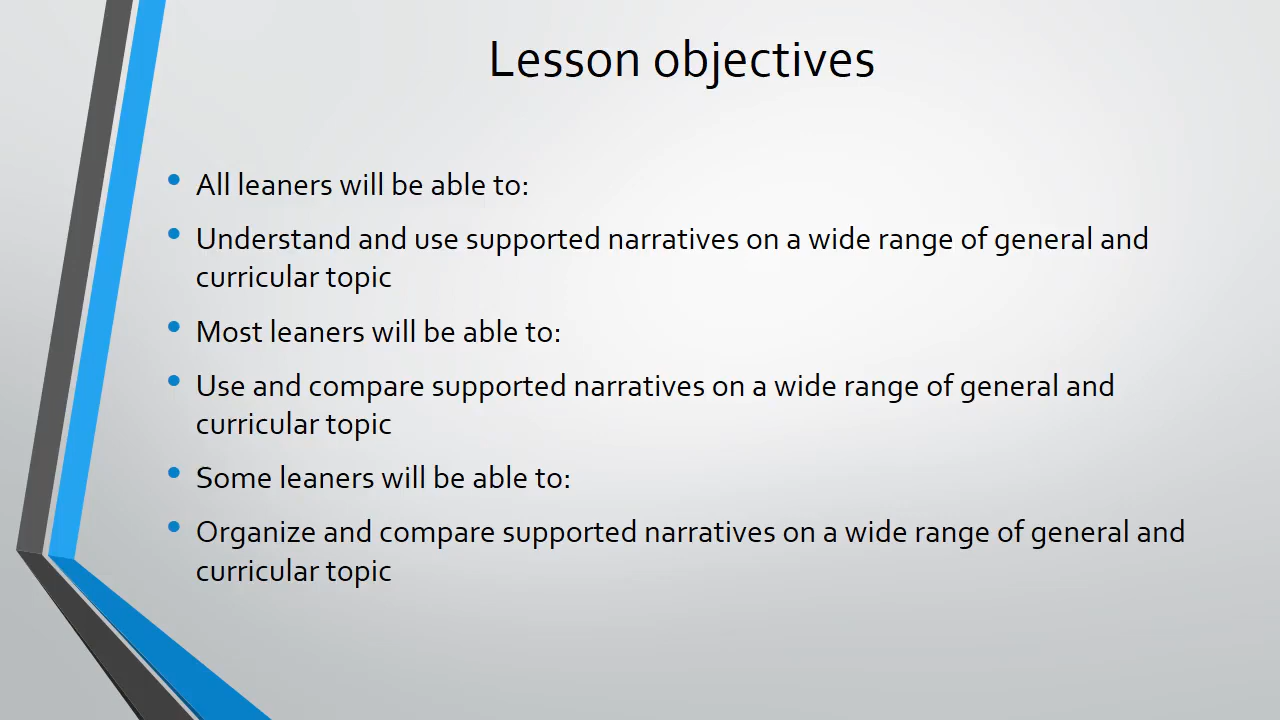 Lesson objectives
• All leaners will be able to:
• Understand and use supported narratives on a wide range of general and
curricular topic
• Most leaners will be able to:
• Use and compare supported narratives on a wide range of general and
curricular topic
• Some leaners will be able to:
• Organize and compare supported narratives on a wide range of general and
curricular topic